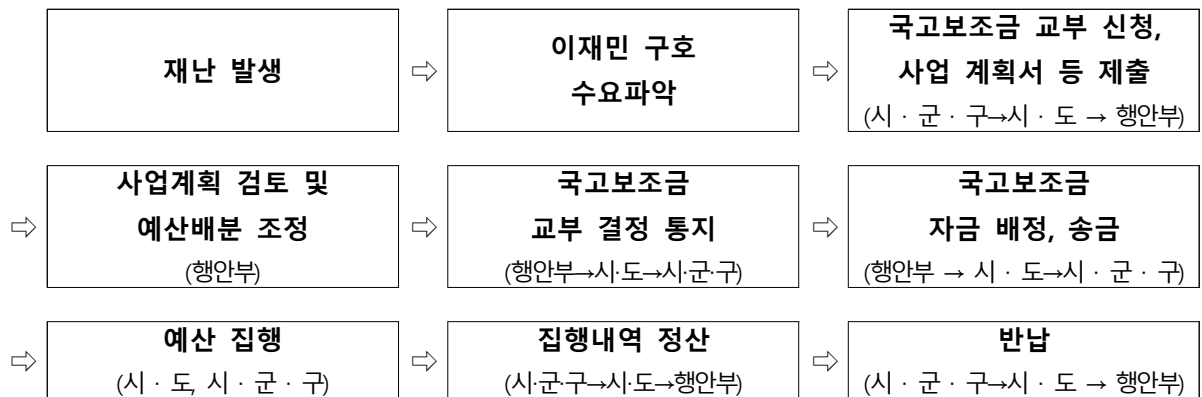 재난 발생
⇨
이재민 구호
수요파악
⇨
국고보조금 교부 신청,
사업 계획서 등 제출
(시 · 군 · 구→시 · 도 → 행안부)
⇨
사업계획 검토 및
예산배분 조정
(행안부)
⇨
국고보조금
교부 결정 통지
(행안부→시·도→시·군·구)
⇨
국고보조금
자금 배정, 송금
(행안부 → 시 · 도→시 · 군 · 구)
⇨
예산 집행
(시 · 도, 시 · 군 · 구)
⇨
집행내역 정산
(시·군·구→시·도→행안부)
⇨
반납
(시 · 군 · 구→시 · 도 → 행안부)